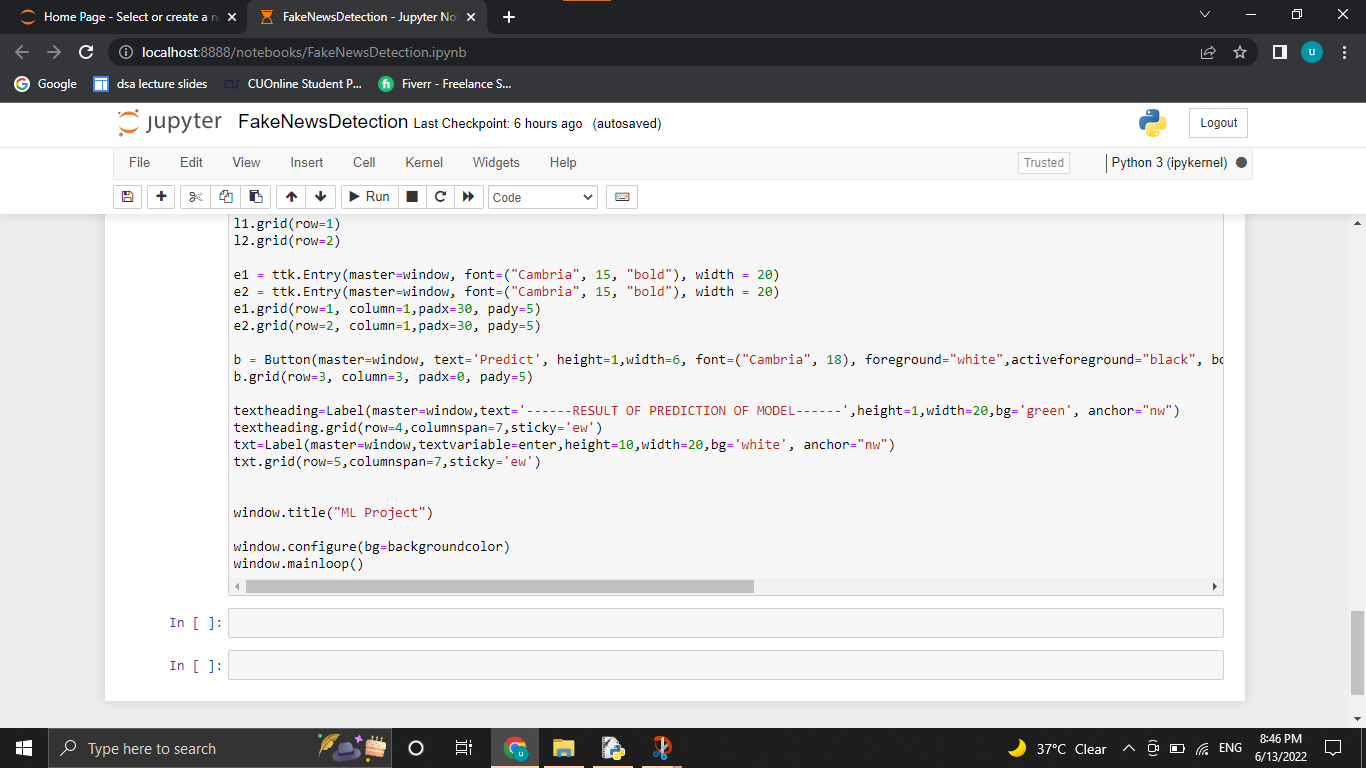 Home Page - Select or create a n
FakeNewsDetection - Jupyter No
localhost:8888/notebooks/FakeNewsDetection.ipynb
u
Google
dsa lecture slides
CU
CUOnline Student P...
fi
Fiverr - Freelance S...
jupyter
FakeNewsDetection Last Checkpoint: 6 hours ago (autosaved)
Logout
File Edit View Insert Cell Kernel Widgets Help
Trusted
Python 3 (ipykernel)
Run
Code
l1.grid(row=1)
l2.grid(row=2)
e1 = ttk.Entry(master=window, font=("Cambria", 15, "bold"), width = 20)
e2 = ttk.Entry(master=window, font=("Cambria", 15, "bold"), width = 20)
e1.grid(row=1, column=1,padx=30, pady=5)
e2.grid(row=2, column=1,padx=30, pady=5)
b = Button(master=window, text='Predict', height=1,width=6, font=("Cambria", 18), foreground="white",activeforeground="black", bo
b.grid(row=3, column=3, padx=0, pady=5)
textheading=Label(master=window,text='------RESULT OF PREDICTION OF MODEL------',height=1,width=20,bg='green', anchor="nw")
textheading.grid(row=4,columnspan=7,sticky='ew')
txt=Label(master=window,textvariable=enter,height=10,width=20,bg='white', anchor="nw")
txt.grid(row=5,columnspan=7,sticky='ew')
window.title("ML Project")
window.configure(bg=backgroundcolor)
window.mainloop()
In [ ]:
In [ ]:
Type here to search
37°C Clear
ENG
8:46 PM
6/13/2022